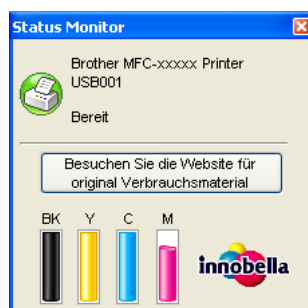 Status Monitor
Brother MFC-xxxxx Printer
USB001
Bereit
Besuchen Sie die Website für
original Verbrauchsmaterial
BK Y C M
innobella